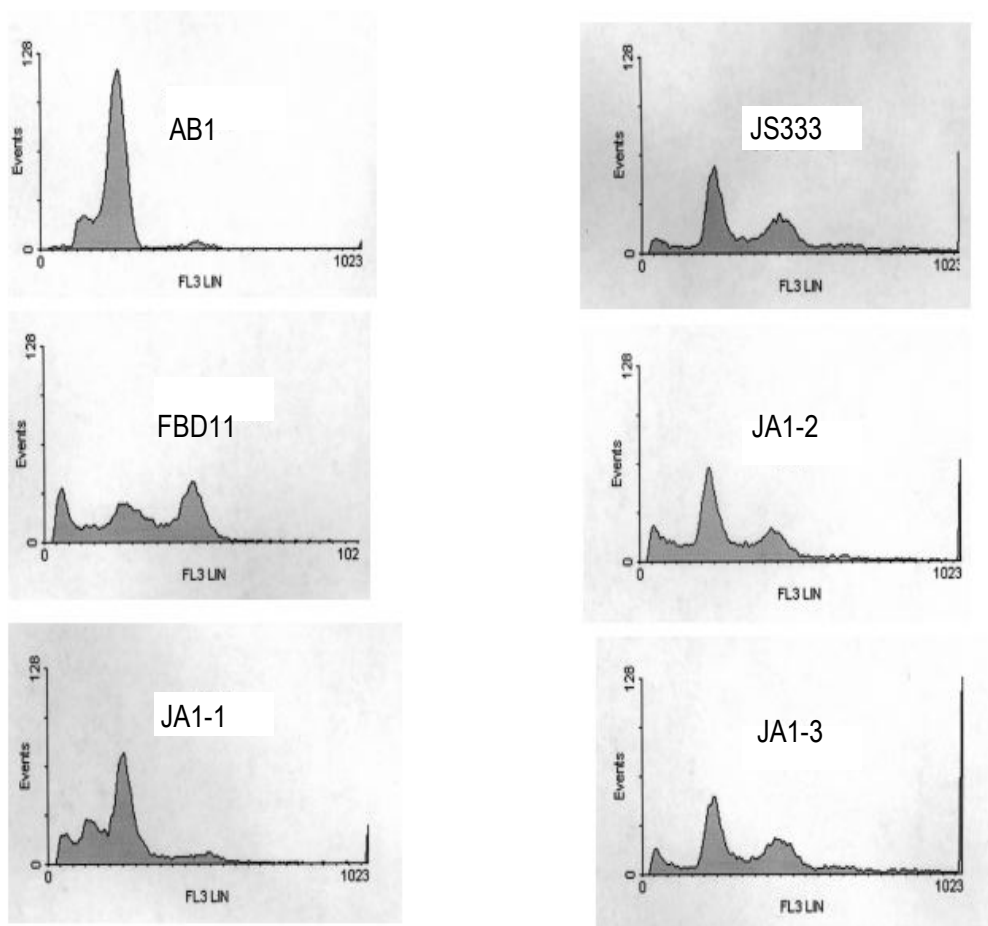 128
Events
AB1
0
0
1023
FL3 LIN
128
Events
JS333
0
0
1023
FL3 LIN
128
Events
FBD11
0
0
102
FL3 LIN
128
Events
JA1-2
0
0
1023
FL3 LIN
128
Events
JA1-1
0
0
1023
FL3 LIN
128
Events
JA1-3
0
0
1023
FL3 LIN